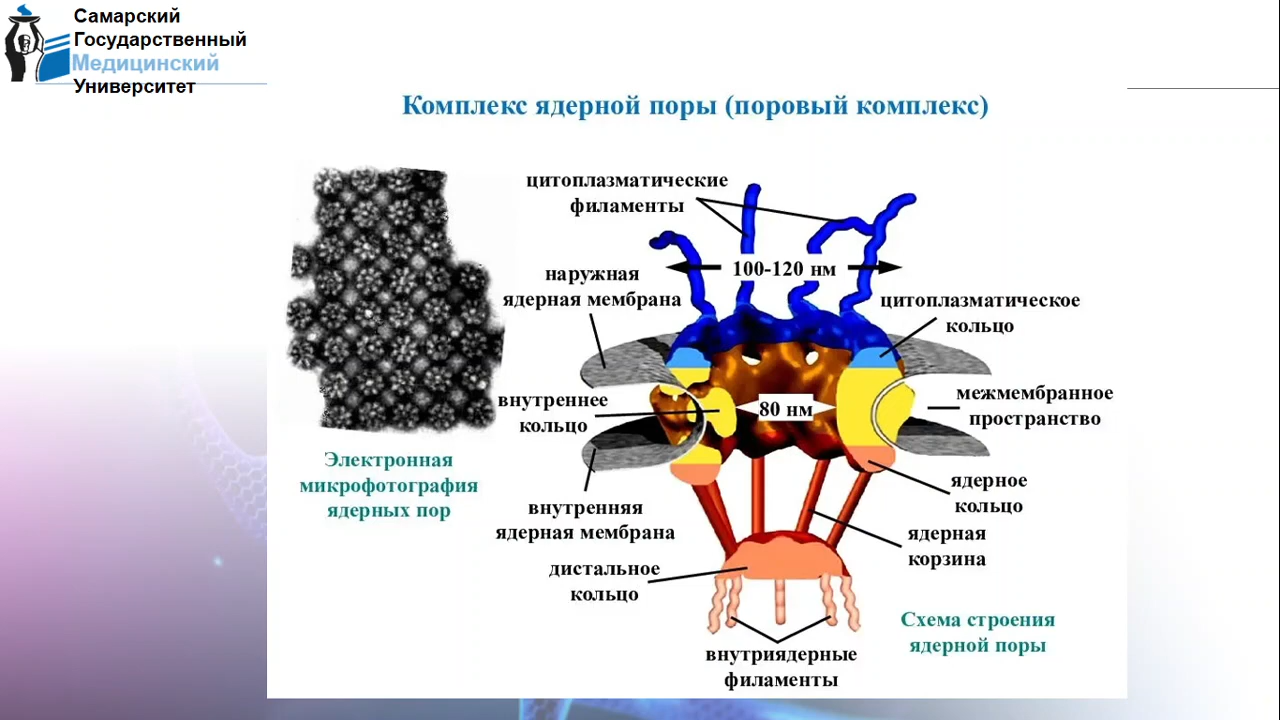 Самарский
Государственный
Медицинский
Университет
Комплекс ядерной поры (поровый комплекс)
цитоплазматические
филаменты
100-120 нм
наружная
ядерная мембрана
цитоплазматическое
кольцо
внутреннее
кольцо
80 нм
межмембранное
пространство
Электронная
микрофотография
ядерных пор
внутренняя
ядерная мембрана
ядерное
кольцо
ядерная
корзина
дистальное
кольцо
Схема строения
ядерной поры
внутриядерные
филаменты